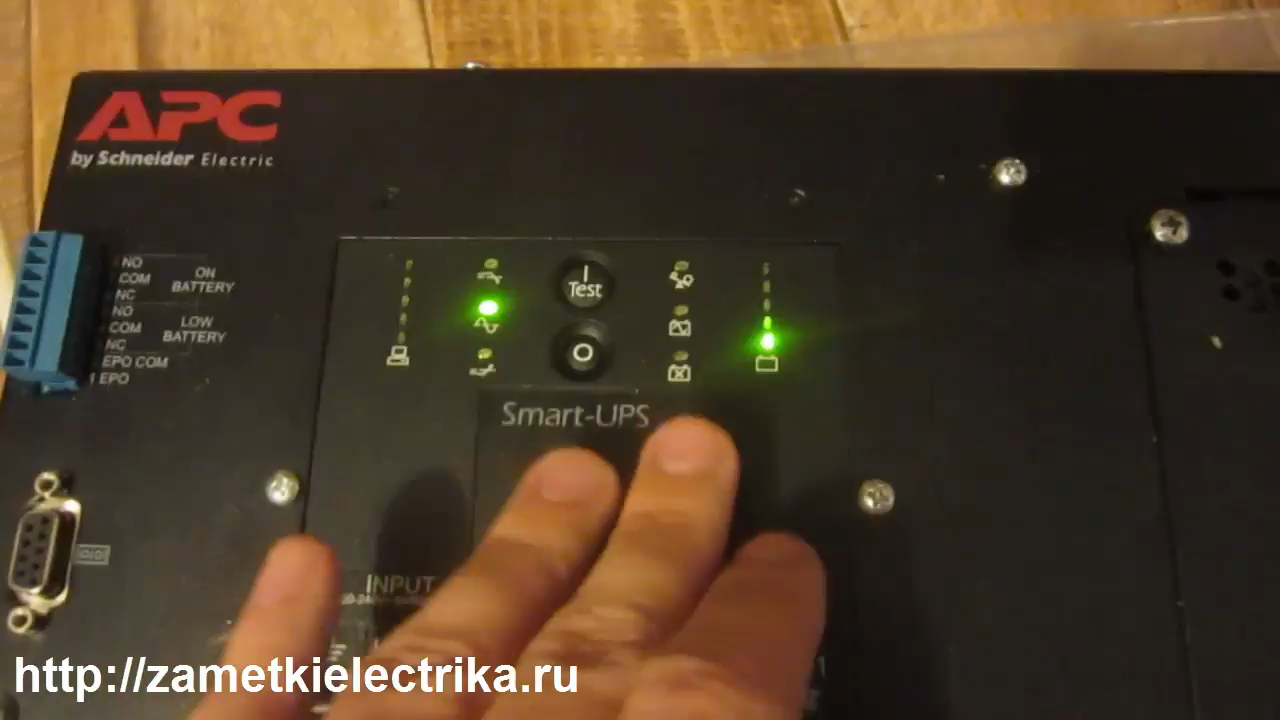 APC
by Schneider Electric
NO
COM
NC
ON
BATTERY
NO
COM
NC
LOW
BATTERY
EPO COM
EPO
I
Test
O
Smart-UPS
INPUT
http://zametkielectrika.ru